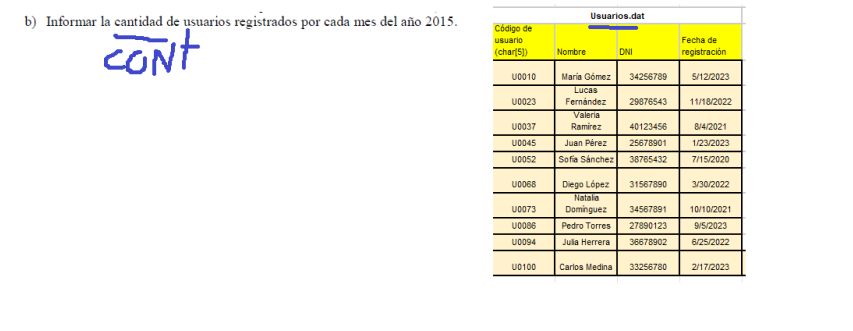 b) Informar la cantidad de usuarios registrados por cada mes del año 2015.
CONT
Usuarios.dat
Código de
usuario
(char[5]) Nombre DNI Fecha de
registración
U0010 María Gómez 34256789 5/12/2023
U0023 Lucas
Fernández 29876543 11/18/2022
U0037 Valeria
Ramírez 40123456 8/4/2021
U0045 Juan Pérez 25678901 1/23/2023
U0052 Sofía Sánchez 38765432 7/15/2020
U0068 Diego López 31567890 3/30/2022
U0073 Natalia
Domínguez 34567891 10/10/2021
U0086 Pedro Torres 27890123 9/5/2023
U0094 Julia Herrera 36678902 6/25/2022
U0100 Carlos Medina 33256780 2/17/2023